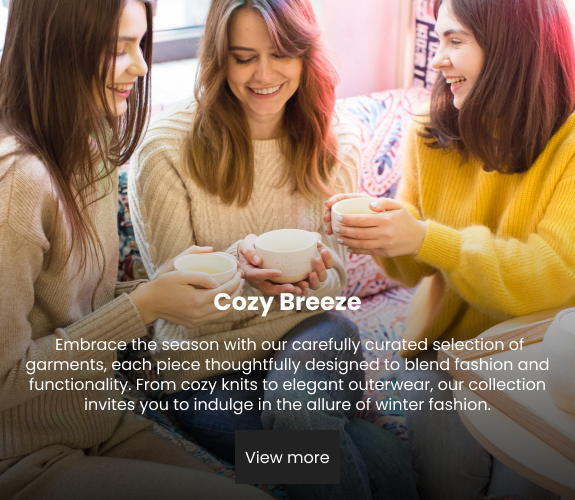 Cozy Breeze
Embrace the season with our carefully curated selection of
garments, each piece thoughtfully designed to blend fashion and
functionality. From cozy knits to elegant outerwear, our collection
invites you to indulge in the allure of winter fashion.
View more